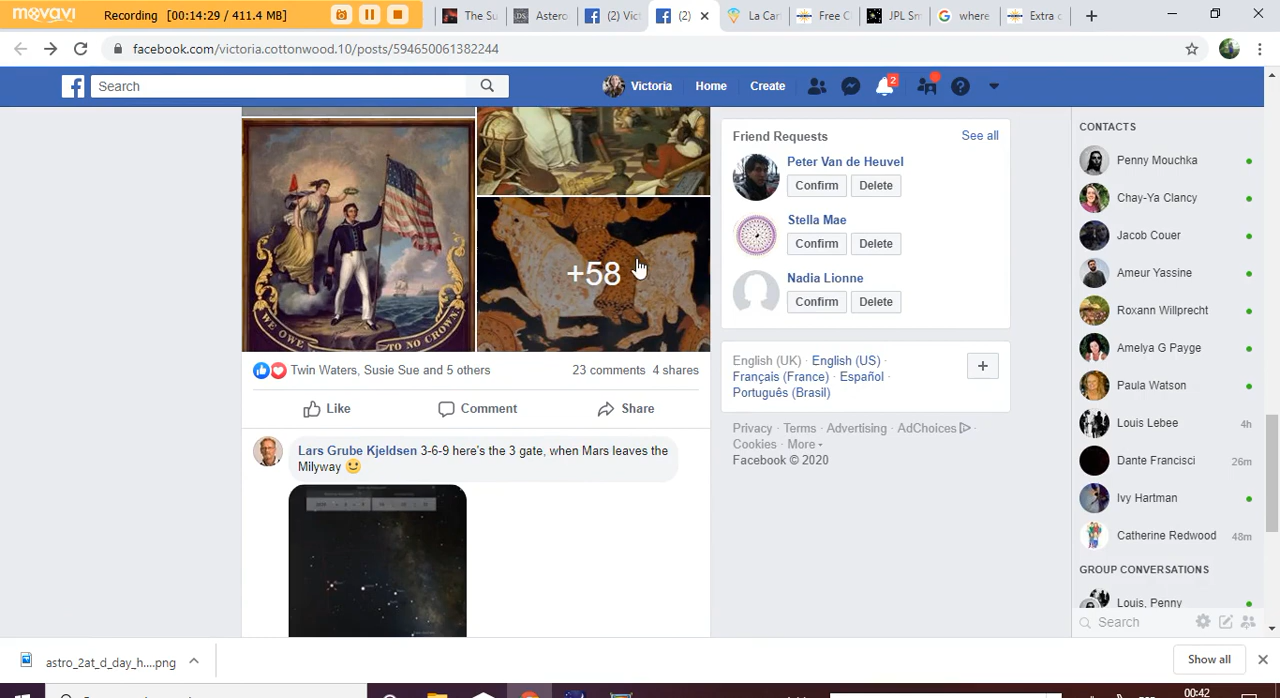 movavi
Recording [00:14:29 / 411.4 MB]
The Su
Astero
(2) Vic
(2)
La Car
Free C
JPL Sm
where
Extra c
facebook.com/victoria.cottonwood.10/posts/594650061382244
Search
Victoria
Home
Create
2
+58
WE OWE
TO NO CROWN.
Twin Waters, Susie Sue and 5 others
23 comments 4 shares
Like
Comment
Share
Lars Grube Kjeldsen 3-6-9 here's the 3 gate, when Mars leaves the
Milyway
Friend Requests
See all
Peter Van de Heuvel
Confirm
Delete
Stella Mae
Confirm
Delete
Nadia Lionne
Confirm
Delete
English (UK) · English (US) ·
Français (France) · Español ·
Português (Brasil)
Privacy · Terms · Advertising · AdChoices
Cookies · More
Facebook © 2020
CONTACTS
Penny Mouchka
Chay-Ya Clancy
Jacob Couer
Ameur Yassine
Roxann Willprecht
Amelya G Payge
Paula Watson
Louis Lebee 4h
Dante Francisci 26m
Ivy Hartman
Catherine Redwood 48m
GROUP CONVERSATIONS
Louis, Penny
Search
astro_2at_d_day_h....png
Show all
00:42